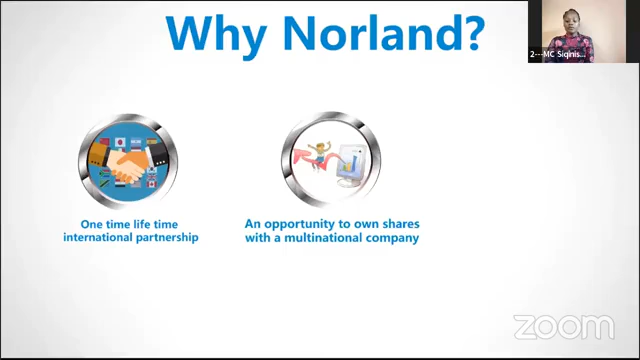 Why Norland?
2---MC Siqinis...
One time life time
international partnership
An opportunity to own shares
with a multinational company
zoom